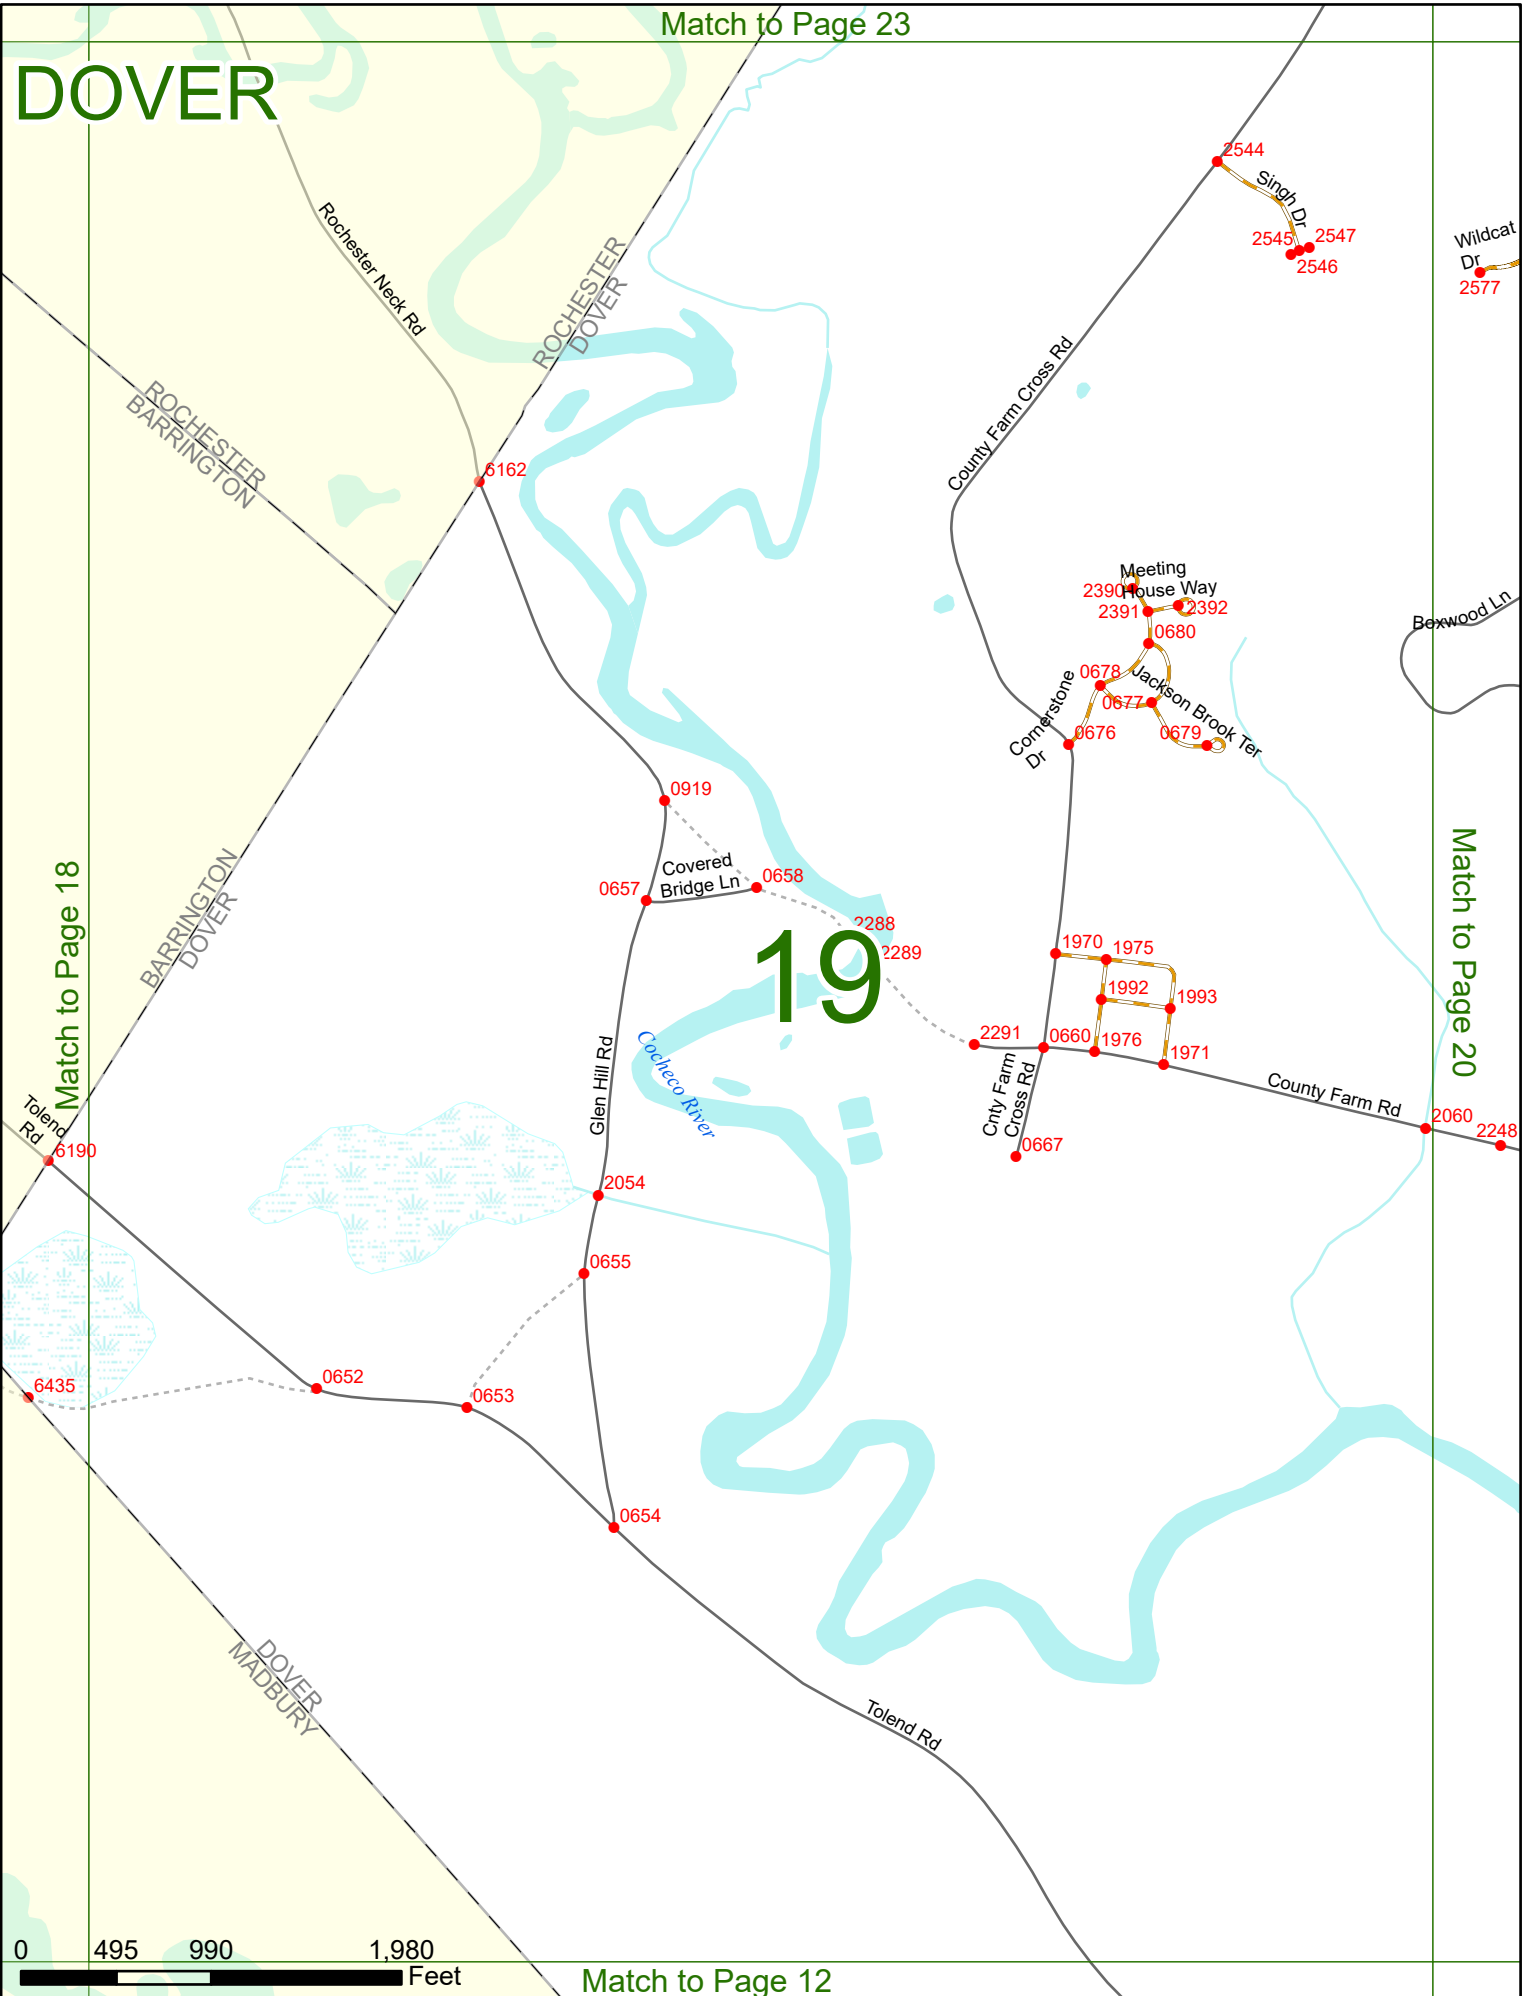 Match to Page 23
DOVER
2544
Singh Dr
2545
2547
2546
Wildcat
Dr
2577
Rochester Neck Rd
ROCHESTER
DOVER
ROCHESTER
BARRINGTON
County Farm Cross Rd
6162
Meeting
House Way
2390
2391
2392
0680
Boxwood Ln
0678
Jackson Brook Ter
0677
Cornerstone
Dr
0676
0679
0919
Covered
Bridge Ln
0658
0657
Match to Page 18
BARRINGTON
DOVER
Match to Page 20
2288
2289
19
1970
1975
1992
1993
2291
0660
1976
1971
Cocheco River
Glen Hill Rd
Cnty Farm
Cross Rd
County Farm Rd
2060
2248
0667
Tolend
Rd
6190
2054
0655
6435
0652
0653
0654
DOVER
MADBURY
Tolend Rd
0 495 990 1,980
Feet
Match to Page 12